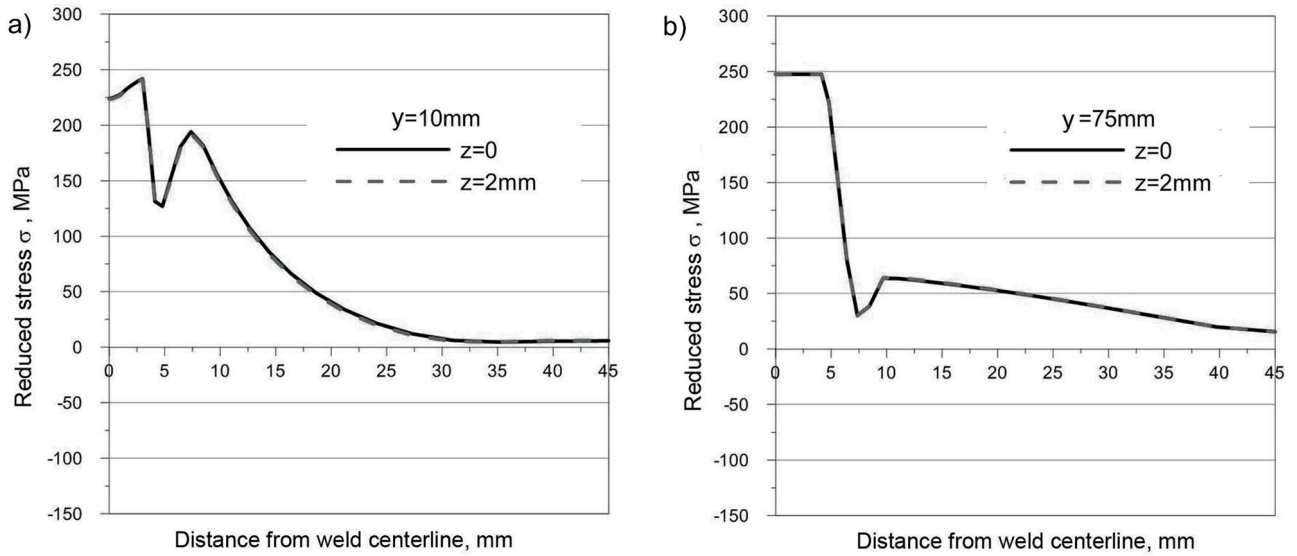 a)
300
250
200
150
100
50
0
-50
-100
-150
0 5 10 15 20 25 30 35 40 45
Reduced stress σ , MPa
Distance from weld centerline, mm
y=10mm
z=0
z=2mm
b)
300
250
200
150
100
50
0
-50
-100
-150
0 5 10 15 20 25 30 35 40 45
Reduced stress σ , MPa
Distance from weld centerline, mm
y =75mm
z=0
z=2mm